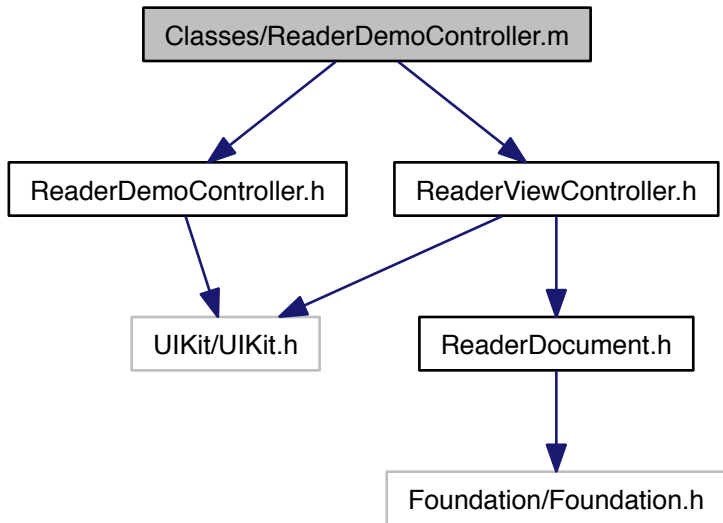 Classes/ReaderDemoController.m
ReaderDemoController.h
ReaderViewController.h
UIKit/UIKit.h
ReaderDocument.h
Foundation/Foundation.h